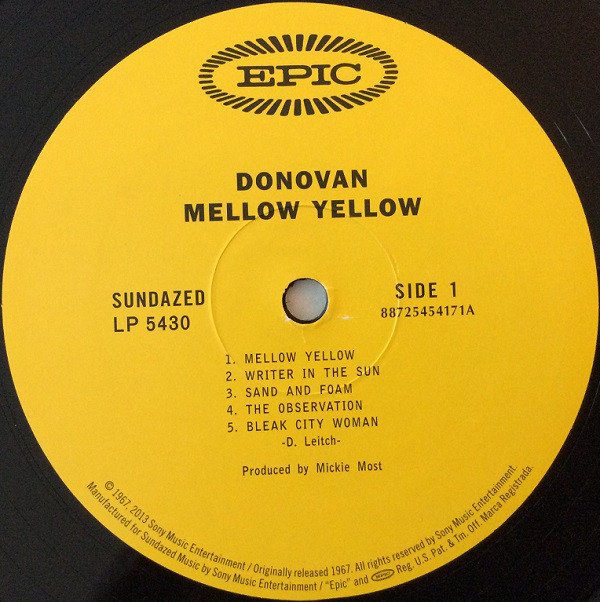 EPIC
DONOVAN
MELLOW YELLOW
SUNDAZED
LP 5430
SIDE 1
88725454171A
1. MELLOW YELLOW
2. WRITER IN THE SUN
3. SAND AND FOAM
4. THE OBSERVATION
5. BLEAK CITY WOMAN
-D. Leitch-
Produced by Mickie Most
© 1967, 2013 Sony Music Entertainment / Originally released 1967. All rights reserved by Sony Music Entertainment.
Manufactured for Sundazed Music by Sony Music Entertainment / "Epic" and EPIC Reg. U.S. Pat. & Tm. Off. Marca Registrada.